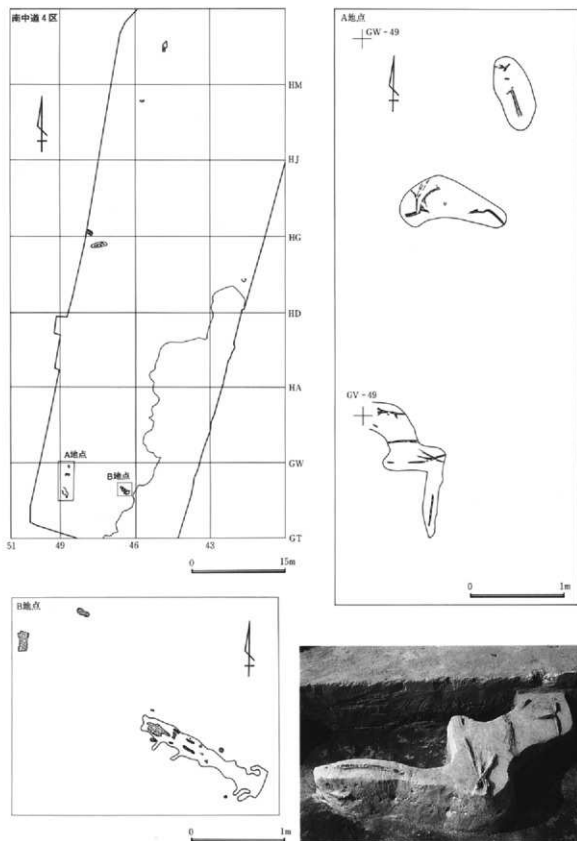 南中道4区
HM
HJ
HG
HD
HA
GW
GT
A地点
B地点
51 49 46 43
0 15m
A地点
GW-49
GV-49
0 1m
B地点
0 1m